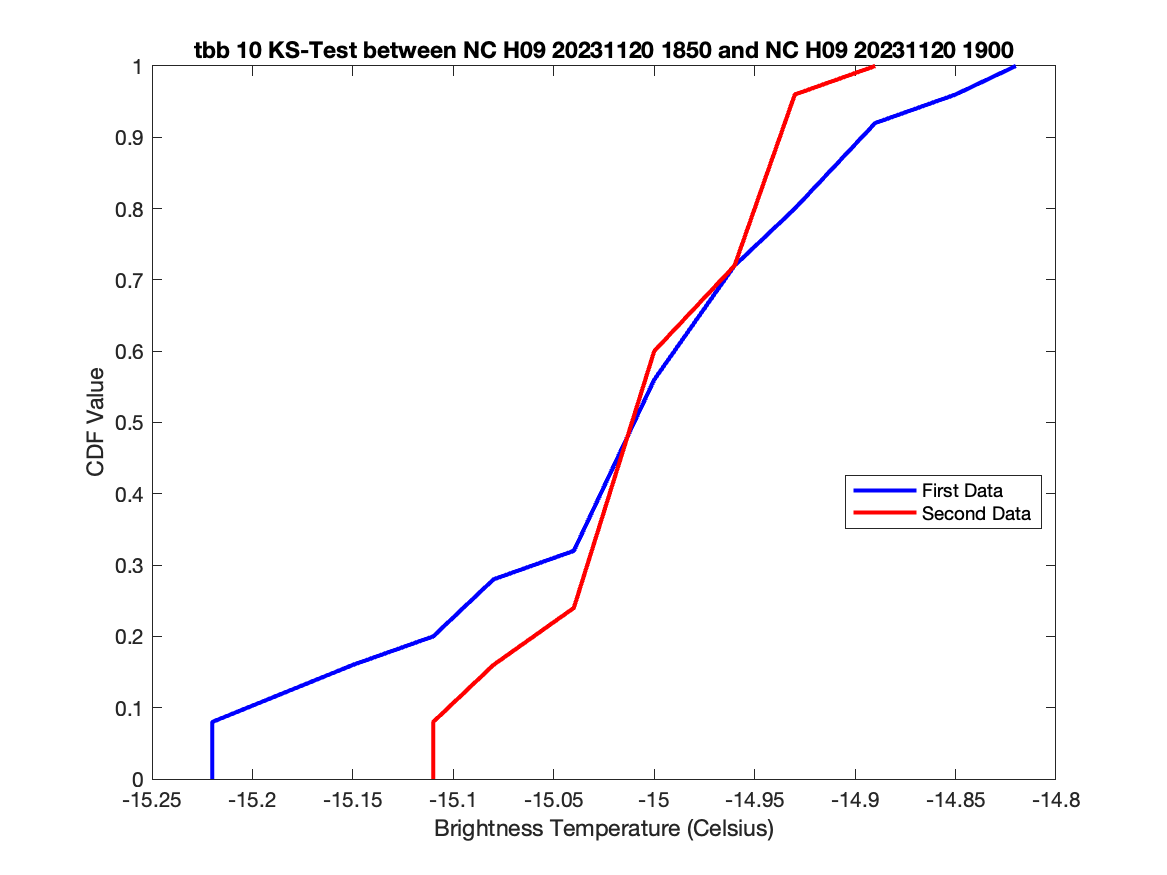 tbb 10 KS-Test between NC H09 20231120 1850 and NC H09 20231120 1900
1
0.9
0.8
0.7
0.6
0.5
0.4
0.3
0.2
0.1
0
CDF Value
First Data
Second Data
-15.25 -15.2 -15.15 -15.1 -15.05 -15 -14.95 -14.9 -14.85 -14.8
Brightness Temperature (Celsius)